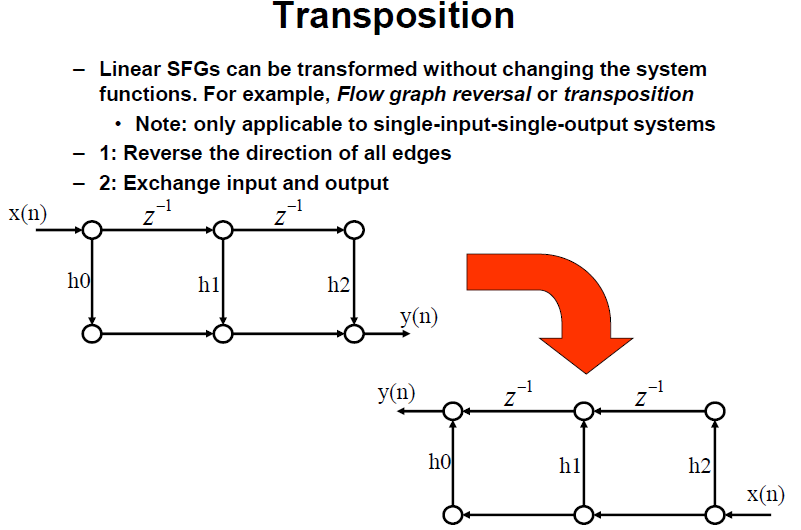 Transposition
– Linear SFGs can be transformed without changing the system
functions. For example, Flow graph reversal or transposition
• Note: only applicable to single-input-single-output systems
– 1: Reverse the direction of all edges
– 2: Exchange input and output
x(n) z⁻¹ z⁻¹
h0 h1 h2
y(n)
y(n) z⁻¹ z⁻¹
h0 h1 h2
x(n)